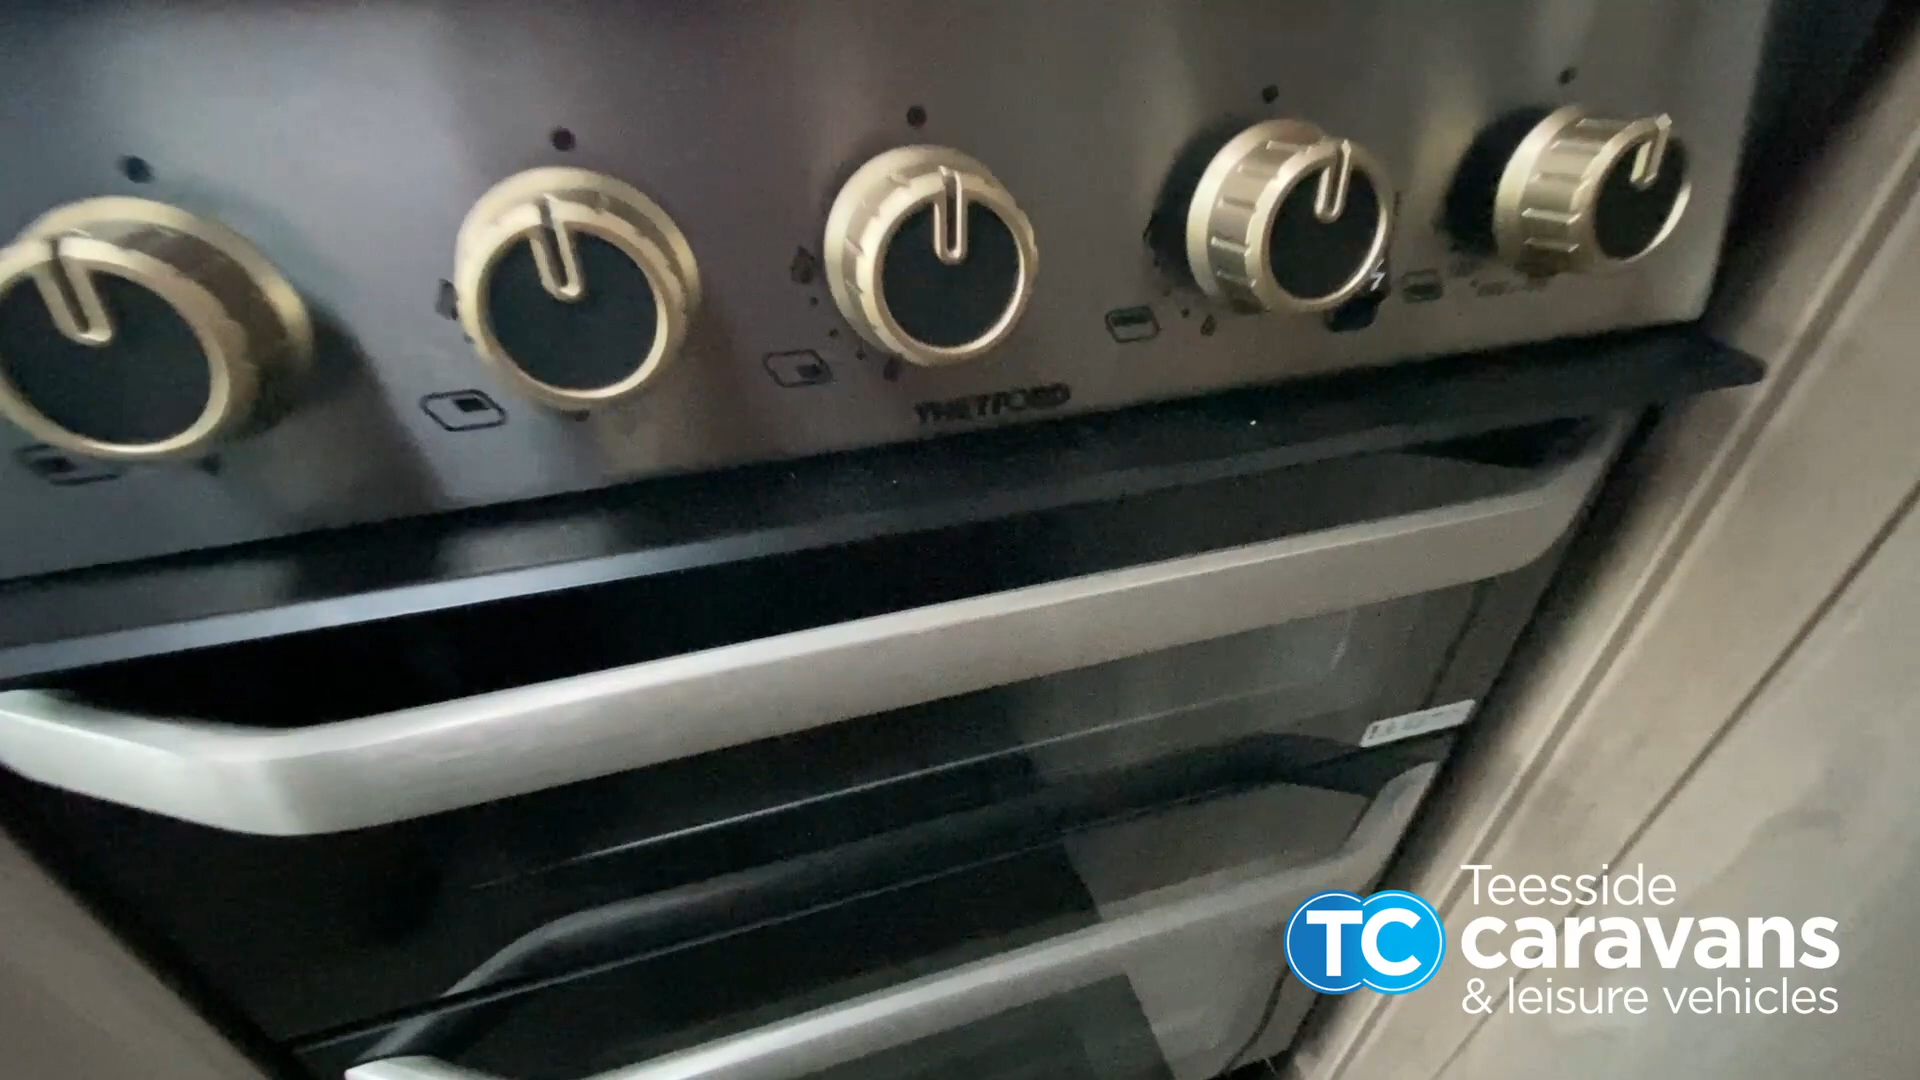 THETFORD
TC
Teesside
caravans
& leisure vehicles